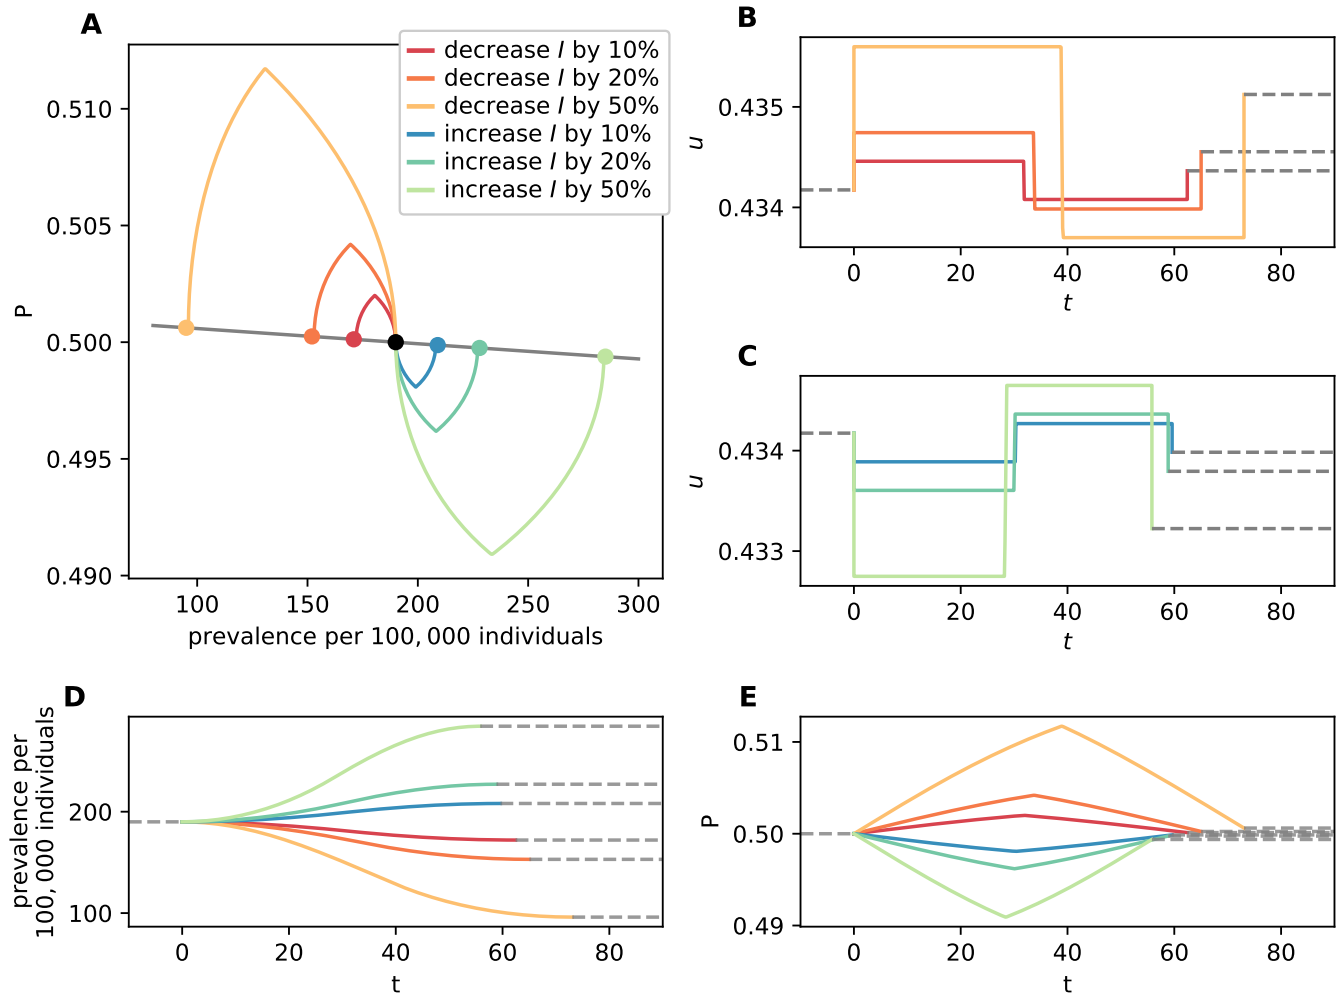 A
decrease I by 10%
decrease I by 20%
decrease I by 50%
increase I by 10%
increase I by 20%
increase I by 50%
0.510
0.505
0.500
0.495
0.490
P
100
150
200
250
300
prevalence per 100,000 individuals
B
0.435
0.434
u
0
20
40
60
80
t
C
0.434
0.433
u
0
20
40
60
80
t
D
prevalence per
100,000 individuals
200
100
0
20
40
60
80
t
E
0.51
0.50
0.49
P
0
20
40
60
80
t